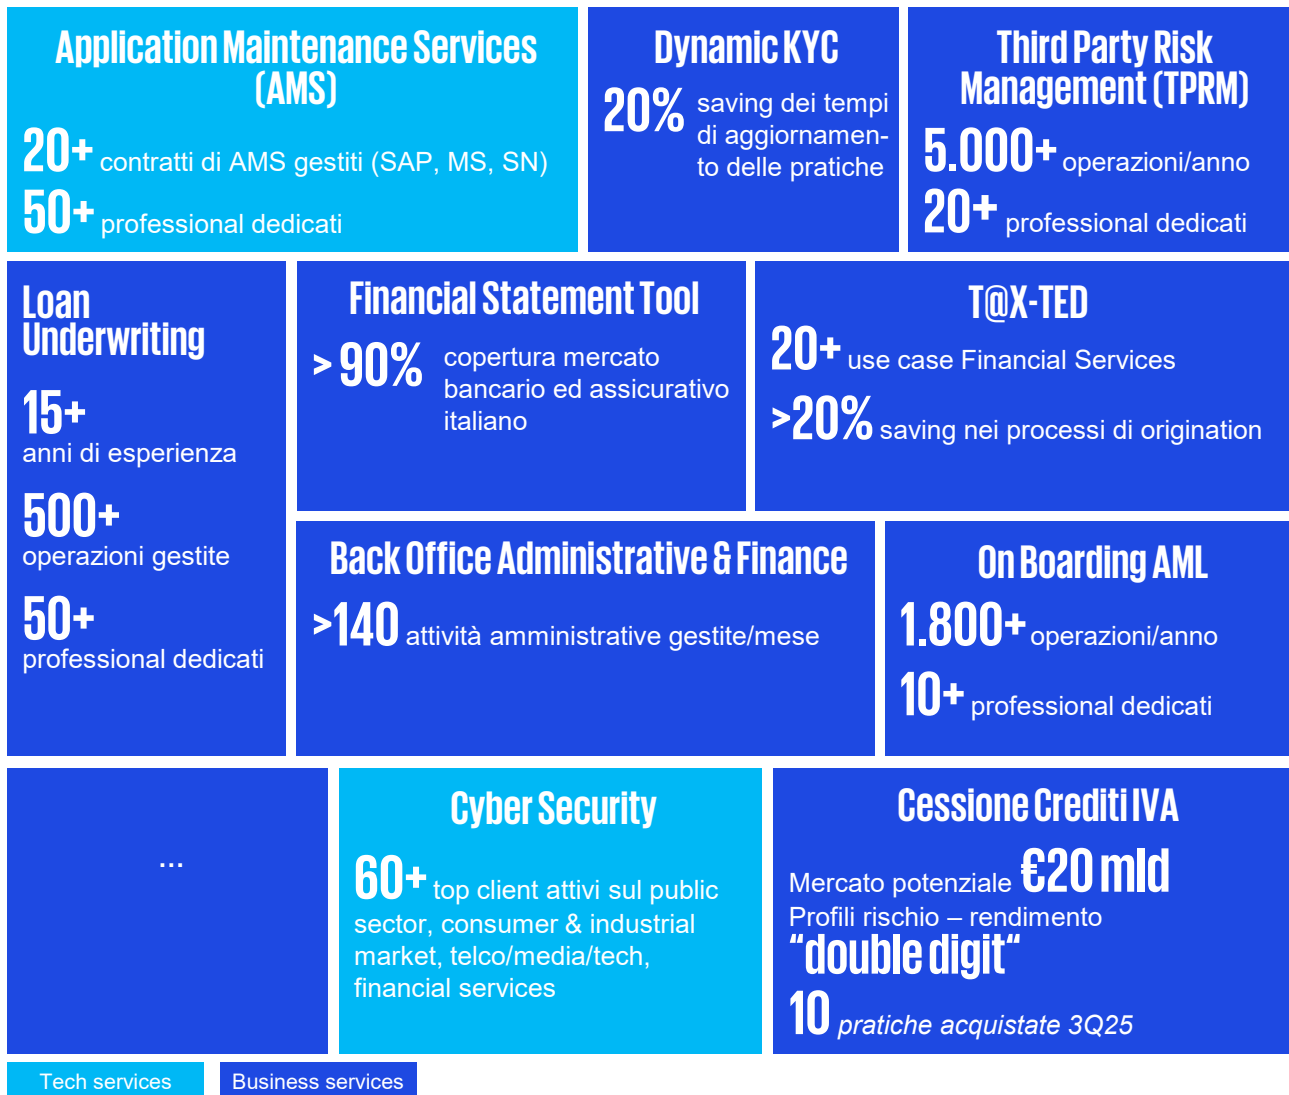 Application Maintenance Services
(AMS)
20+ contratti di AMS gestiti (SAP, MS, SN)
50+ professional dedicati
Dynamic KYC
20% saving dei tempi
di aggiornamen-
to delle pratiche
Third Party Risk
Management (TPRM)
5.000+ operazioni/anno
20+ professional dedicati
Loan
Underwriting
15+
anni di esperienza
500+
operazioni gestite
50+
professional dedicati
Financial Statement Tool
> 90% copertura mercato
bancario ed assicurativo
italiano
T@X-TED
20+ use case Financial Services
>20% saving nei processi di origination
Back Office Administrative & Finance
>140 attività amministrative gestite/mese
On Boarding AML
1.800+ operazioni/anno
10+ professional dedicati
...
Cyber Security
60+ top client attivi sul public
sector, consumer & industrial
market, telco/media/tech,
financial services
Cessione Crediti IVA
Mercato potenziale €20 mld
Profili rischio – rendimento
“double digit“
10 pratiche acquistate 3Q25
Tech services
Business services